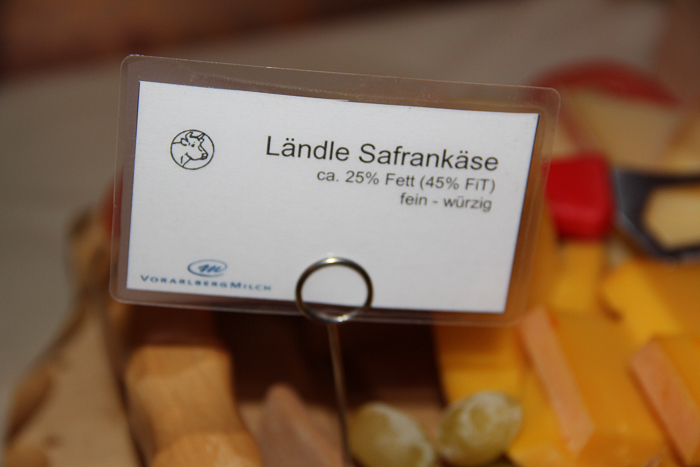 Ländle Safrankäse
ca. 25% Fett (45% FiT)
fein - würzig
VORARLBERGMILCH